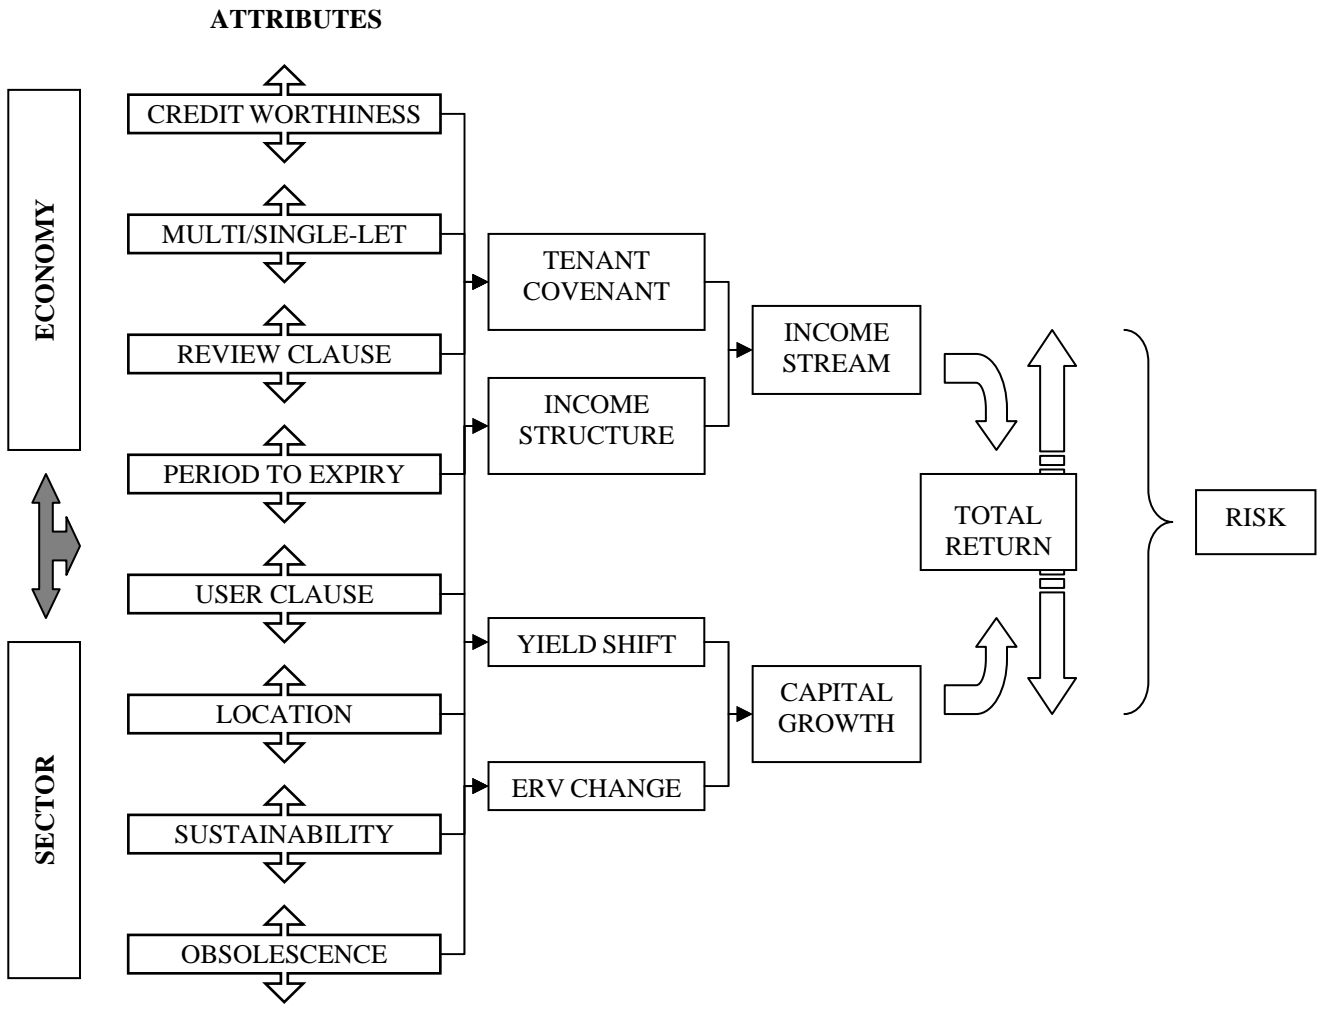 ATTRIBUTES
ECONOMY
SECTOR
CREDIT WORTHINESS
MULTI/SINGLE-LET
REVIEW CLAUSE
PERIOD TO EXPIRY
USER CLAUSE
LOCATION
SUSTAINABILITY
OBSOLESCENCE
TENANT
COVENANT
INCOME
STRUCTURE
YIELD SHIFT
ERV CHANGE
INCOME
STREAM
CAPITAL
GROWTH
TOTAL
RETURN
RISK